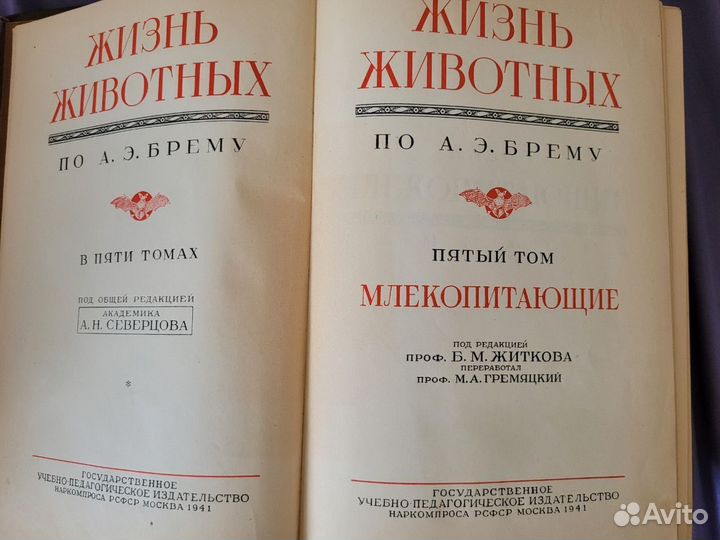 ЖИЗНЬ
ЖИВОТНЫХ
ПО А. Э. БРЕМУ
В ПЯТИ ТОМАХ
ПОД ОБЩЕЙ РЕДАКЦИЕЙ
АКАДЕМИКА
А. Н. СЕВЕРЦОВА
*
ГОСУДАРСТВЕННОЕ
УЧЕБНО-ПЕДАГОГИЧЕСКОЕ ИЗДАТЕЛЬСТВО
НАРКОМПРОСА РСФСР МОСКВА 1941
ЖИЗНЬ
ЖИВОТНЫХ
ПО А. Э. БРЕМУ
ПЯТЫЙ ТОМ
МЛЕКОПИТАЮЩИЕ
ПОД РЕДАКЦИЕЙ
ПРОФ. Б. М. ЖИТКОВА
ПЕРЕРАБОТАЛ
ПРОФ. М. А. ГРЕМЯЦКИЙ
ГОСУДАРСТВЕННОЕ
УЧЕБНО-ПЕДАГОГИЧЕСКОЕ ИЗДАТЕЛЬСТВО
НАРКОМПРОСА РСФСР МОСКВА 1941
Avito